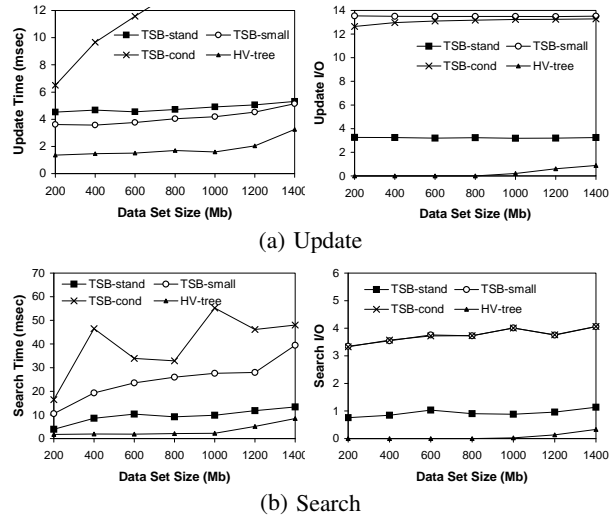 12
10
8
6
4
2
0
Update Time (msec)
TSB-stand TSB-small
TSB-cond HV-tree
200 400 600 800 1000 1200 1400
Data Set Size (Mb)
14
12
10
8
6
4
2
0
Update I/O
TSB-stand TSB-small
TSB-cond HV-tree
200 400 600 800 1000 1200 1400
Data Set Size (Mb)
(a) Update
70
60
50
40
30
20
10
0
Search Time (msec)
TSB-stand TSB-small
TSB-cond HV-tree
200 400 600 800 1000 1200 1400
Data Set Size (Mb)
6
5
4
3
2
1
0
Search I/O
TSB-stand TSB-small
TSB-cond HV-tree
200 400 600 800 1000 1200 1400
Data Set Size (Mb)
(b) Search